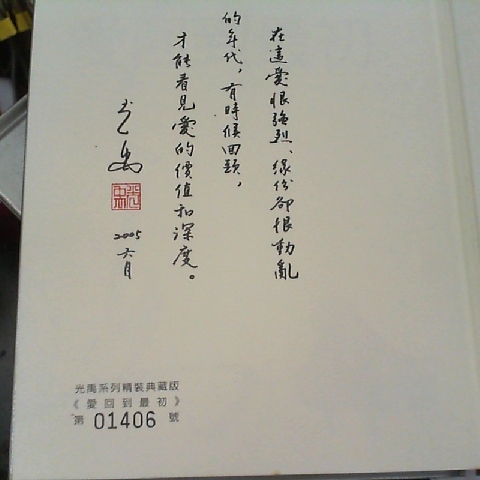 在這愛恨強烈、緣份卻很動亂
的年代，有時候回頭，
才能看見愛的價值和深度。
光禹
2005
六月
光禹系列精裝典藏版
《愛回到最初》
第 01406 號